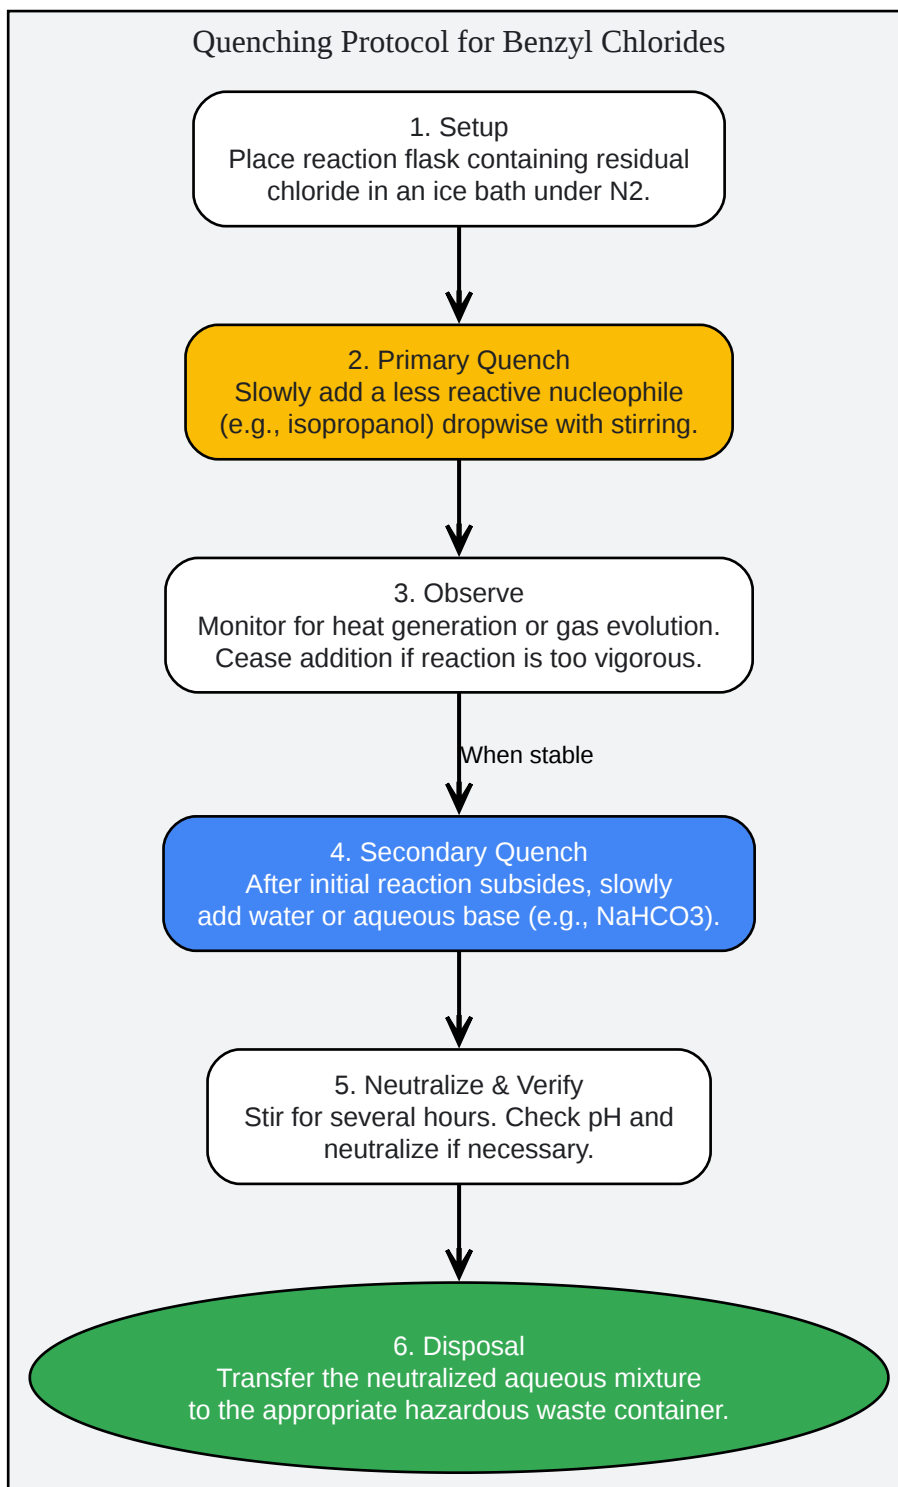 Quenching Protocol for Benzyl Chlorides
1. Setup
Place reaction flask containing residual
chloride in an ice bath under N2.
2. Primary Quench
Slowly add a less reactive nucleophile
(e.g., isopropanol) dropwise with stirring.
3. Observe
Monitor for heat generation or gas evolution.
Cease addition if reaction is too vigorous.
When stable
4. Secondary Quench
After initial reaction subsides, slowly
add water or aqueous base (e.g., NaHCO3).
5. Neutralize & Verify
Stir for several hours. Check pH and
neutralize if necessary.
6. Disposal
Transfer the neutralized aqueous mixture
to the appropriate hazardous waste container.